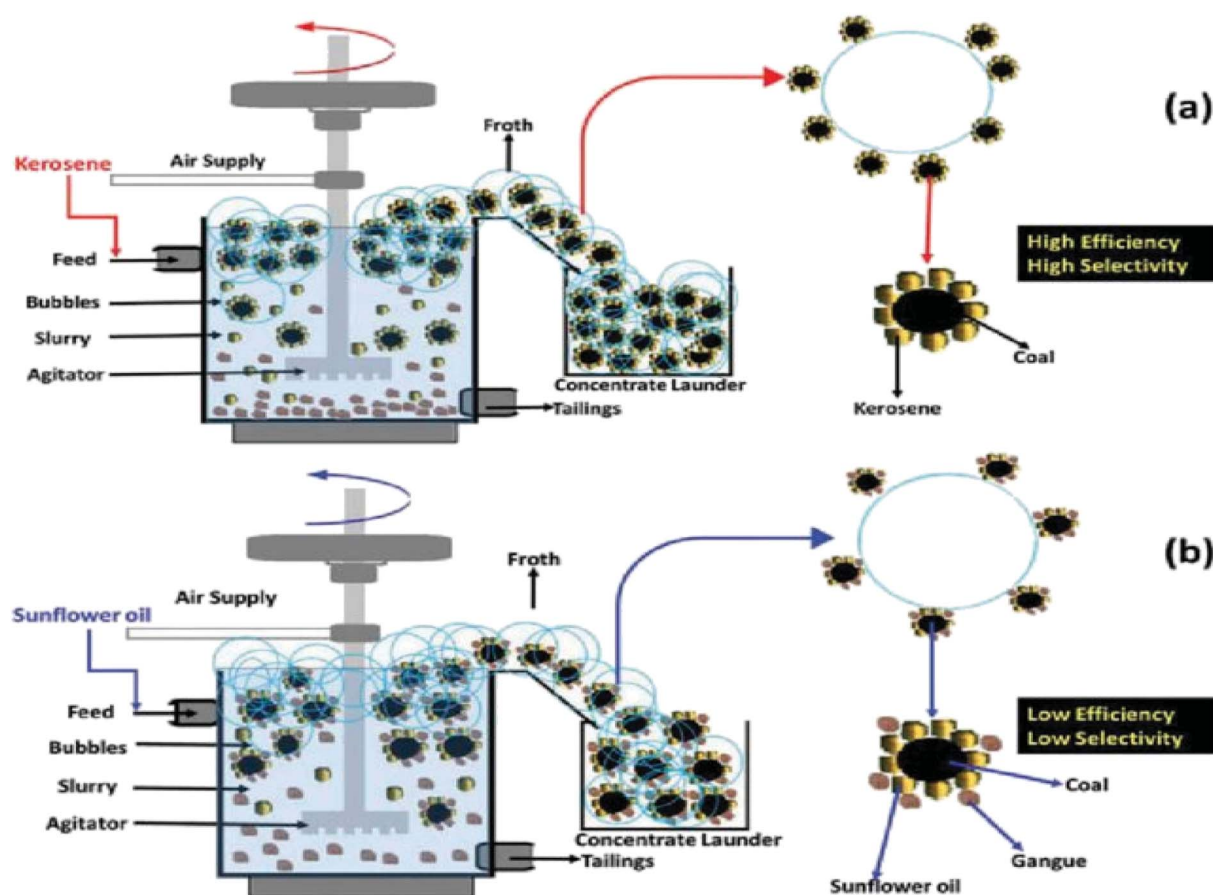 (a)
Froth
Air Supply
Kerosene
Feed
Bubbles
Slurry
Agitator
Concentrate Launder
Tailings
High Efficiency
High Selectivity
Coal
Kerosene
(b)
Froth
Air Supply
Sunflower oil
Feed
Bubbles
Slurry
Agitator
Concentrate Launder
Tailings
Low Efficiency
Low Selectivity
Coal
Gangue
Sunflower oil